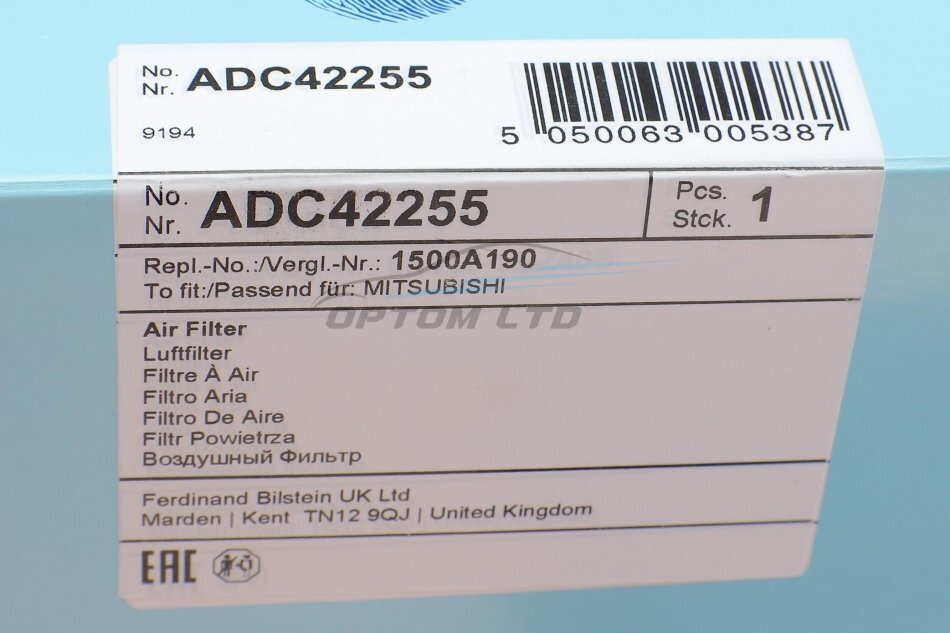 No.
Nr. ADC42255
9194
5 050063 005387
No.
Nr. ADC42255
Pcs.
Stck. 1
Repl.-No.:/Vergl.-Nr.: 1500A190
To fit:/Passend für: MITSUBISHI
OPTOM LTD
Air Filter
Luftfilter
Filtre À Air
Filtro Aria
Filtro De Aire
Filtr Powietrza
Воздушный Фильтр
Ferdinand Bilstein UK Ltd
Marden | Kent TN12 9QJ | United Kingdom
EAC